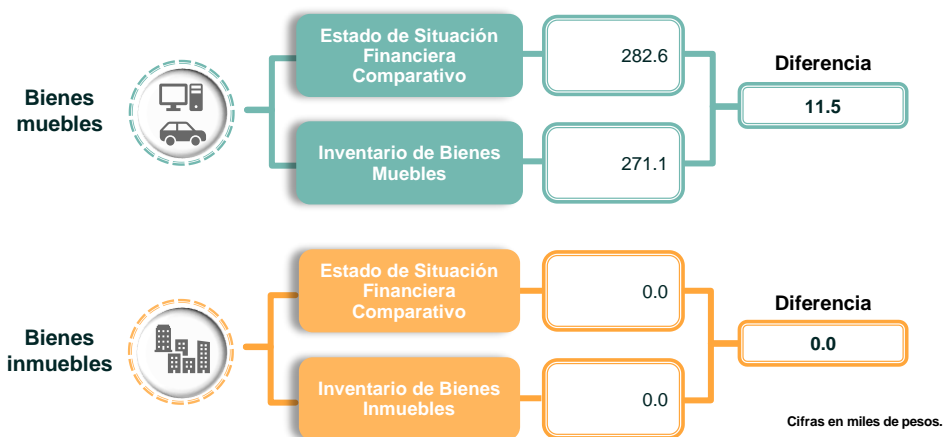 Bienes
muebles
Estado de Situación
Financiera
Comparativo
282.6
Inventario de Bienes
Muebles
271.1
Diferencia
11.5
Bienes
inmuebles
Estado de Situación
Financiera
Comparativo
0.0
Inventario de Bienes
Inmuebles
0.0
Diferencia
0.0
Cifras en miles de pesos.